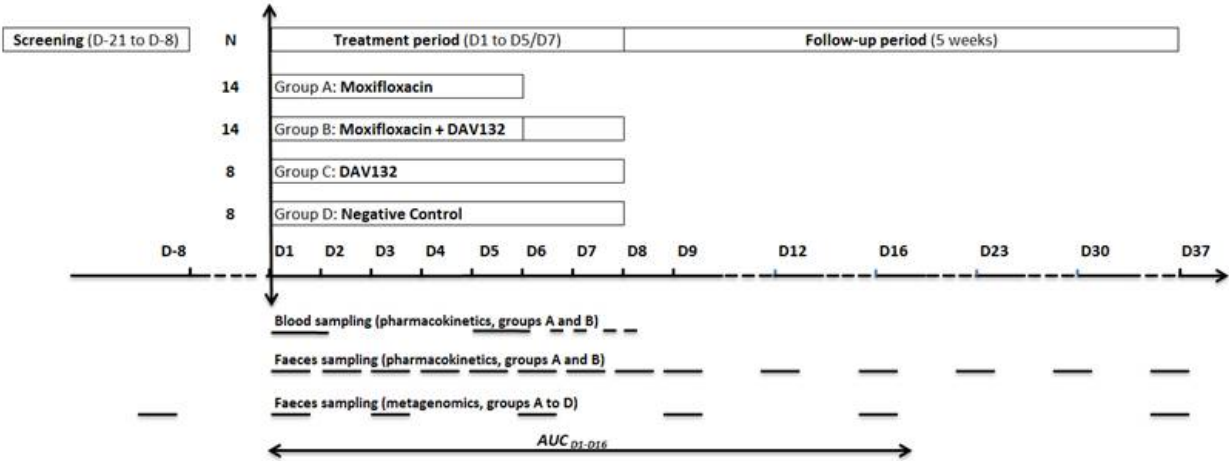 Screening (D-21 to D-8) N Treatment period (D1 to D5/D7) Follow-up period (5 weeks)
14 Group A: Moxifloxacin
14 Group B: Moxifloxacin + DAV132
8 Group C: DAV132
8 Group D: Negative Control
D-8 D1 D2 D3 D4 D5 D6 D7 D8 D9 D12 D16 D23 D30 D37
Blood sampling (pharmacokinetics, groups A and B)
Faeces sampling (pharmacokinetics, groups A and B)
Faeces sampling (metagenomics, groups A to D)
AUC D1-D16